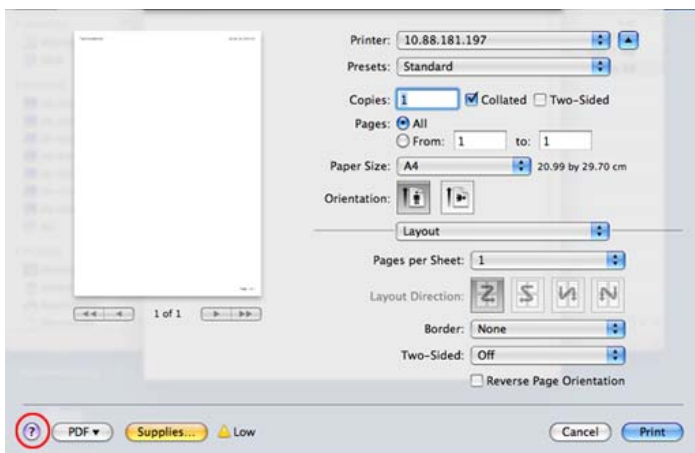 Printer: 10.88.181.197
Presets: Standard
Copies: 1 Collated Two-Sided
Pages: All
From: 1 to: 1
Paper Size: A4 20.99 by 29.70 cm
Orientation:
Layout
Pages per Sheet: 1
Layout Direction:
Border: None
Two-Sided: Off
Reverse Page Orientation
1 of 1
? PDF Supplies... Low Cancel Print